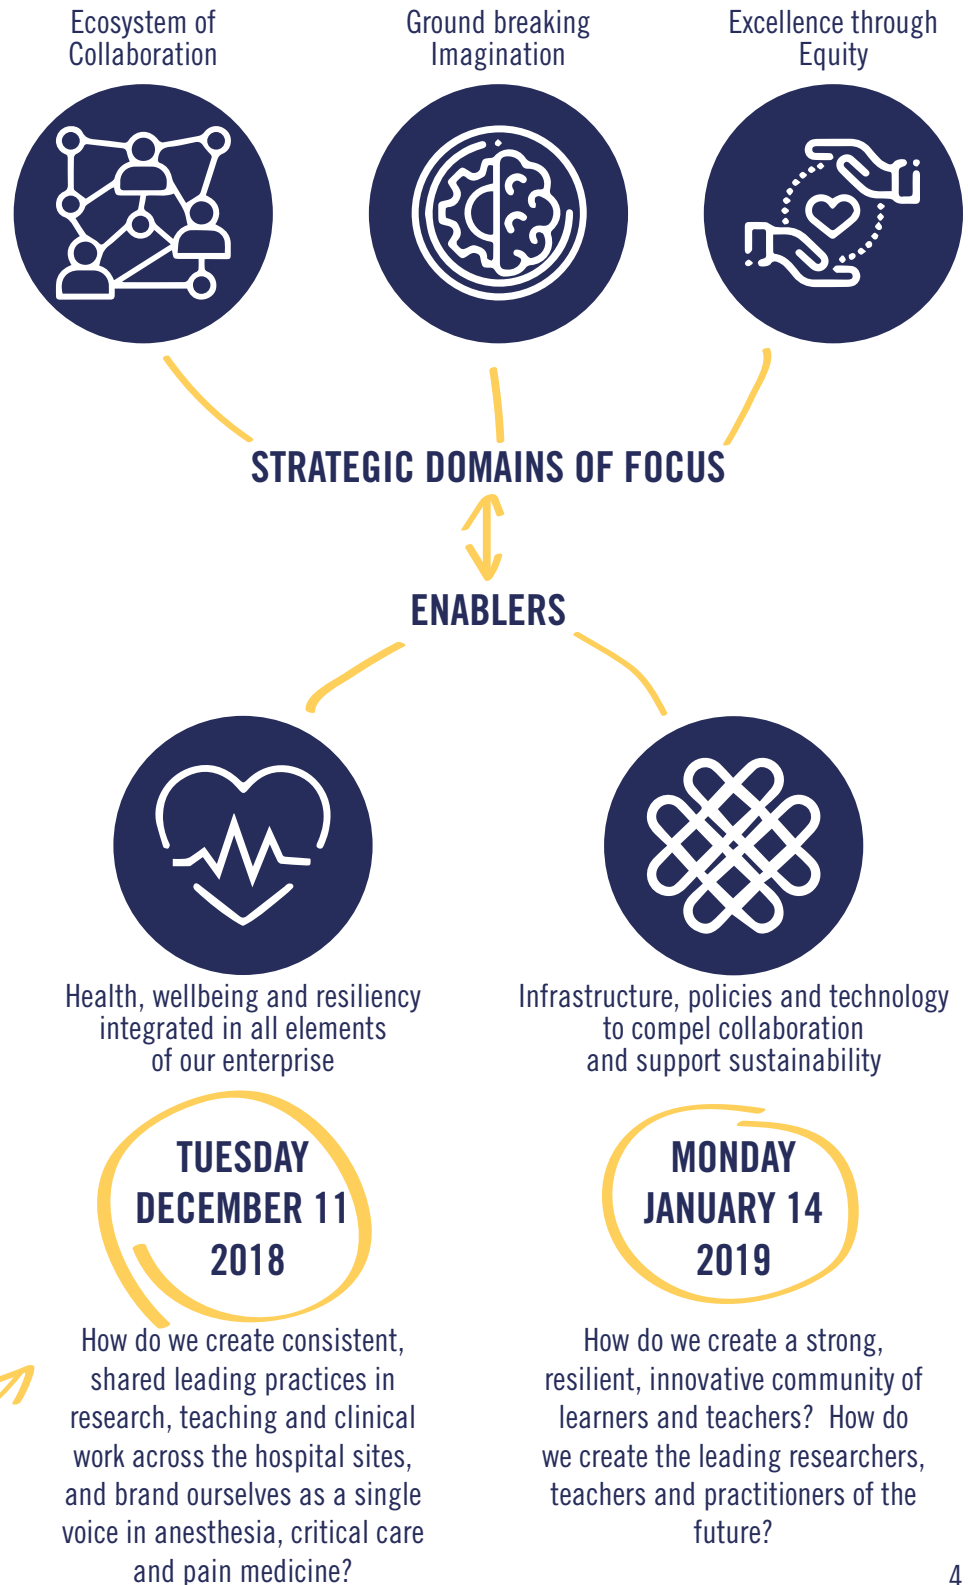 Ecosystem of
Collaboration
Ground breaking
Imagination
Excellence through
Equity
STRATEGIC DOMAINS OF FOCUS
ENABLERS
Health, wellbeing and resiliency
integrated in all elements
of our enterprise
Infrastructure, policies and technology
to compel collaboration
and support sustainability
TUESDAY
DECEMBER 11
2018
How do we create consistent,
shared leading practices in
research, teaching and clinical
work across the hospital sites,
and brand ourselves as a single
voice in anesthesia, critical care
and pain medicine?
MONDAY
JANUARY 14
2019
How do we create a strong,
resilient, innovative community of
learners and teachers? How do
we create the leading researchers,
teachers and practitioners of the
future?
4